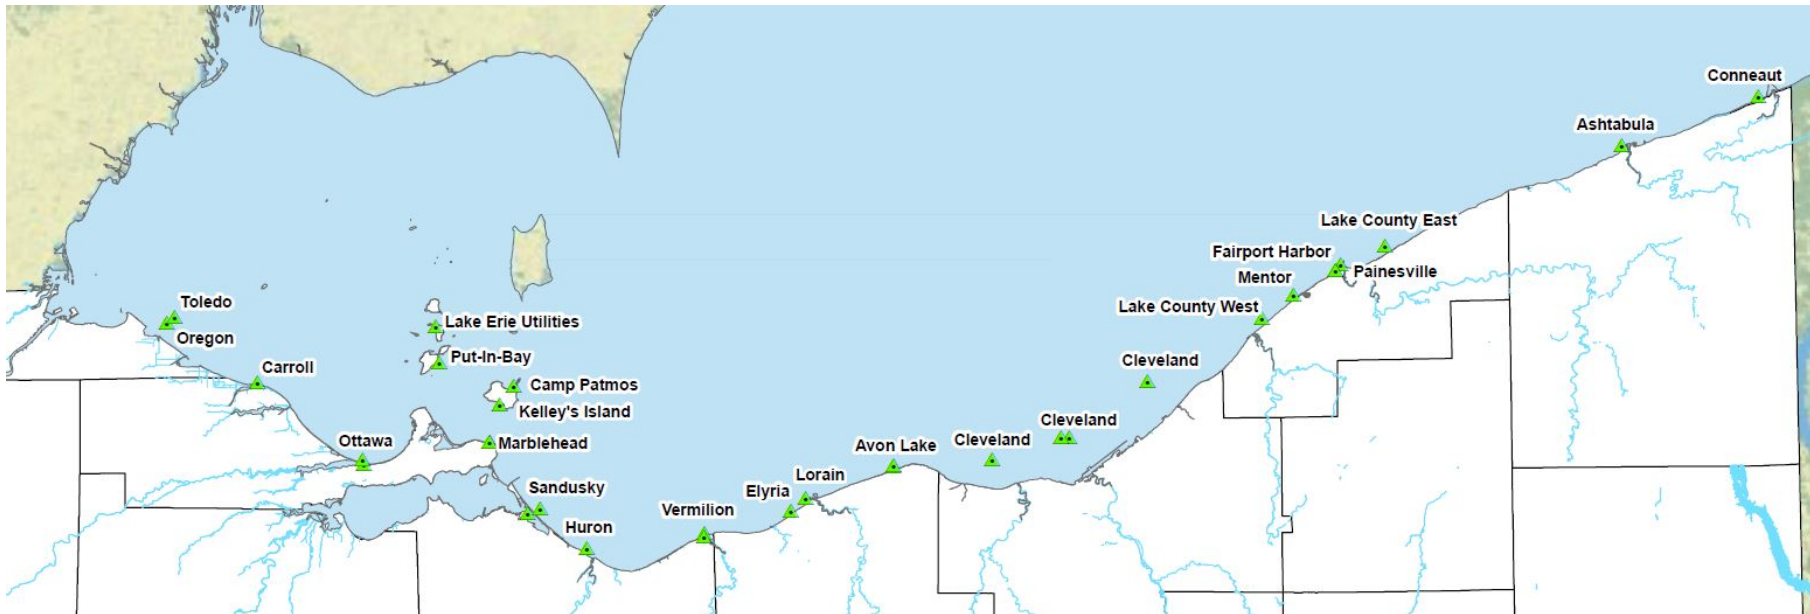 Conneaut
Ashtabula
Lake County East
Fairport Harbor
Painesville
Mentor
Lake County West
Toledo
Lake Erie Utilities
Oregon
Put-In-Bay
Cleveland
Carroll
Camp Patmos
Kelley's Island
Cleveland
Ottawa
Marblehead
Avon Lake
Cleveland
Lorain
Elyria
Sandusky
Vermilion
Huron